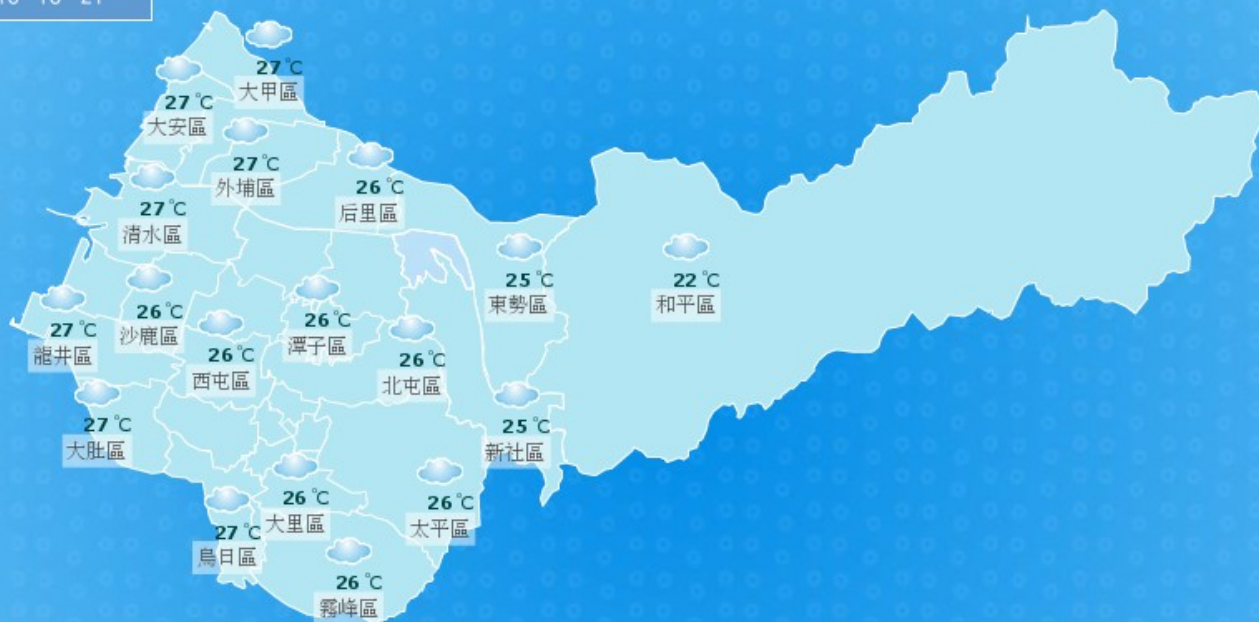 27 ℃
大甲區
27 ℃
大安區
27 ℃
外埔區
26 ℃
后里區
27 ℃
清水區
25 ℃
東勢區
22 ℃
和平區
26 ℃
沙鹿區
27 ℃
龍井區
26 ℃
潭子區
26 ℃
西屯區
26 ℃
北屯區
27 ℃
大肚區
25 ℃
新社區
26 ℃
大里區
26 ℃
太平區
27 ℃
烏日區
26 ℃
霧峰區